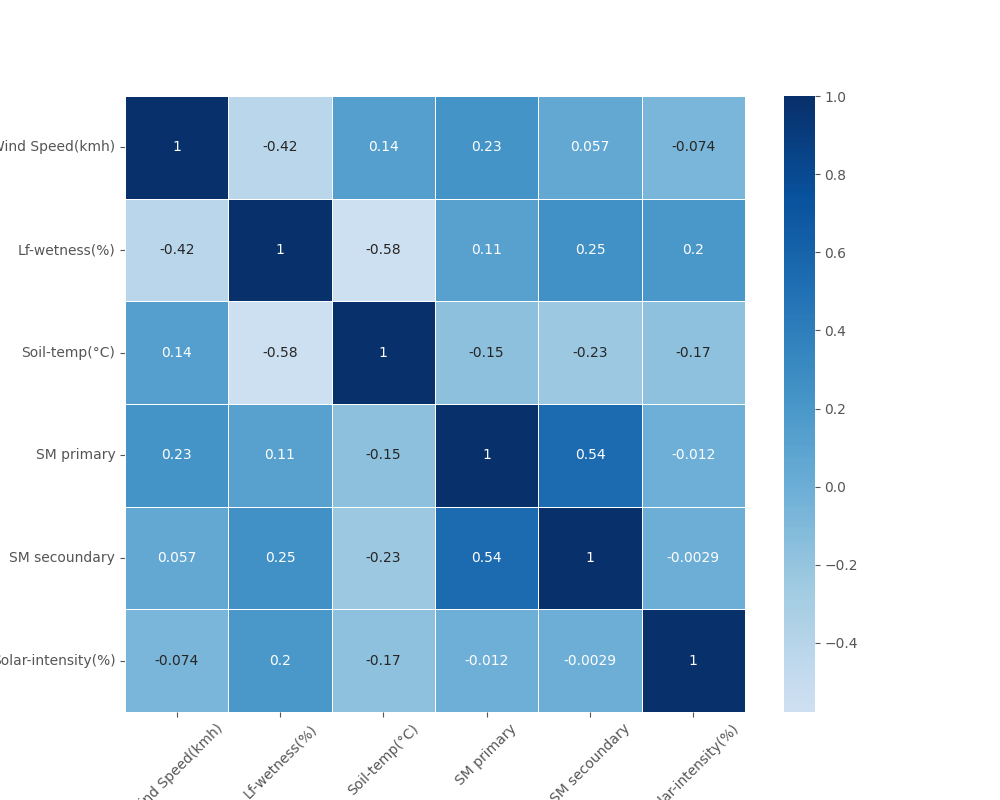 Wind Speed(kmh) 1 -0.42 0.14 0.23 0.057 -0.074
Lf-wetness(%) -0.42 1 -0.58 0.11 0.25 0.2
Soil-temp(°C) 0.14 -0.58 1 -0.15 -0.23 -0.17
SM primary 0.23 0.11 -0.15 1 0.54 -0.012
SM secoundary 0.057 0.25 -0.23 0.54 1 -0.0029
Solar-intensity(%) -0.074 0.2 -0.17 -0.012 -0.0029 1
nd Speed(kmh) Lf-wetness(%) Soil-temp(°C) SM primary SM secoundary lar-intensity(%)
1.0
0.8
0.6
0.4
0.2
0.0
−0.2
−0.4